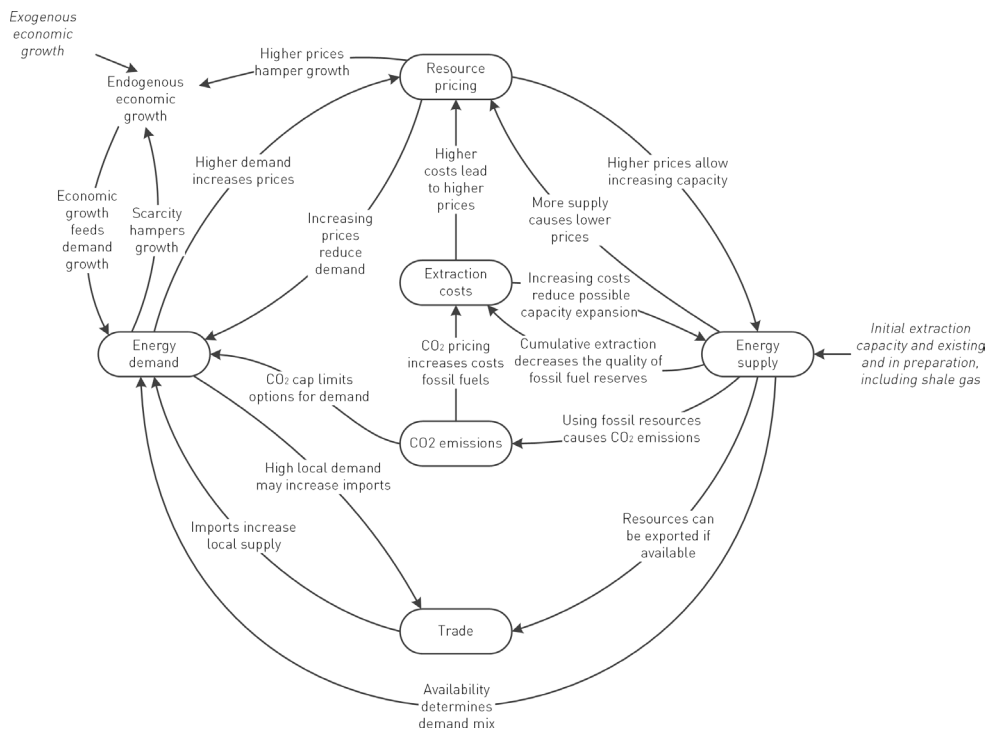 Exogenous
economic
growth
Higher prices
hamper growth
Resource
pricing
Endogenous
economic
growth
Higher demand
increases prices
Higher
costs lead
to higher
prices
Higher prices allow
increasing capacity
Economic
growth
feeds
demand
growth
Scarcity
hampers
growth
Increasing
prices
reduce
demand
More supply
causes lower
prices
Extraction
costs
Increasing costs
reduce possible
capacity expansion
Energy
demand
CO2 pricing
increases costs
fossil fuels
Cumulative extraction
decreases the quality of
fossil fuel reserves
Energy
supply
Initial extraction
capacity and existing
and in preparation,
including shale gas
CO2 cap limits
options for demand
CO2 emissions
Using fossil resources
causes CO2 emissions
High local demand
may increase imports
Imports increase
local supply
Resources can
be exported if
available
Trade
Availability
determines
demand mix